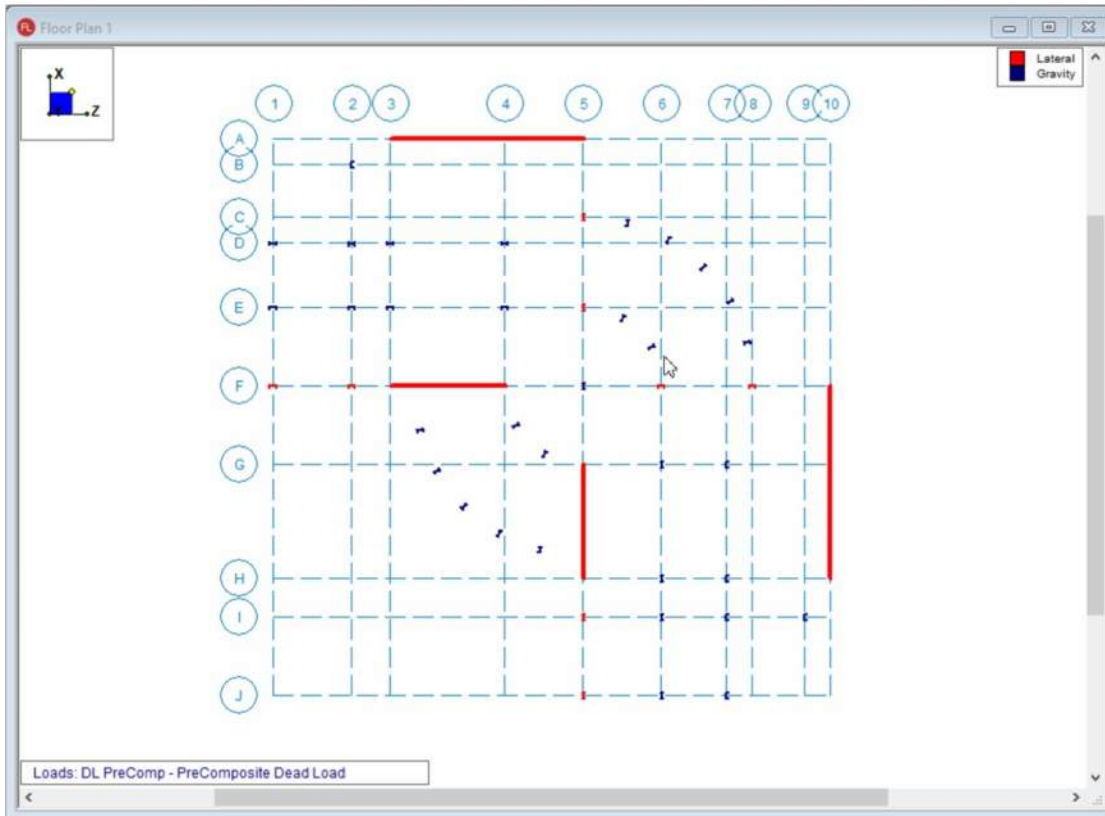 FL Floor Plan 1
X
Y Z
Lateral
Gravity
1 2 3 4 5 6 7 8 9 10
A
B
C
D
E
F
G
H
I
J
Loads: DL PreComp - PreComposite Dead Load